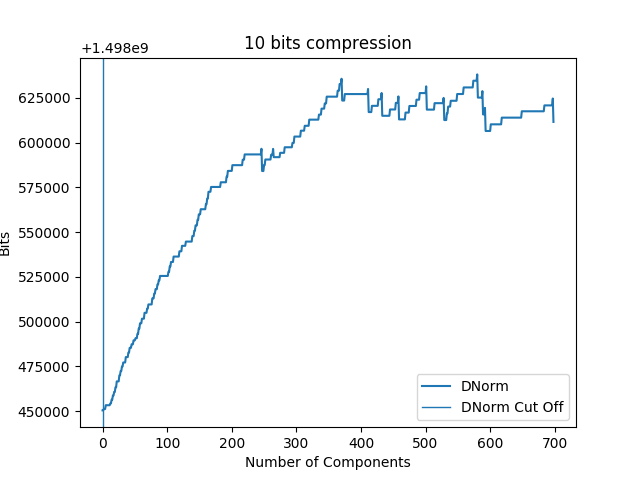 10 bits compression
+1.498e9
625000
600000
575000
550000
525000
500000
475000
450000
Bits
0 100 200 300 400 500 600 700
Number of Components
DNorm
DNorm Cut Off